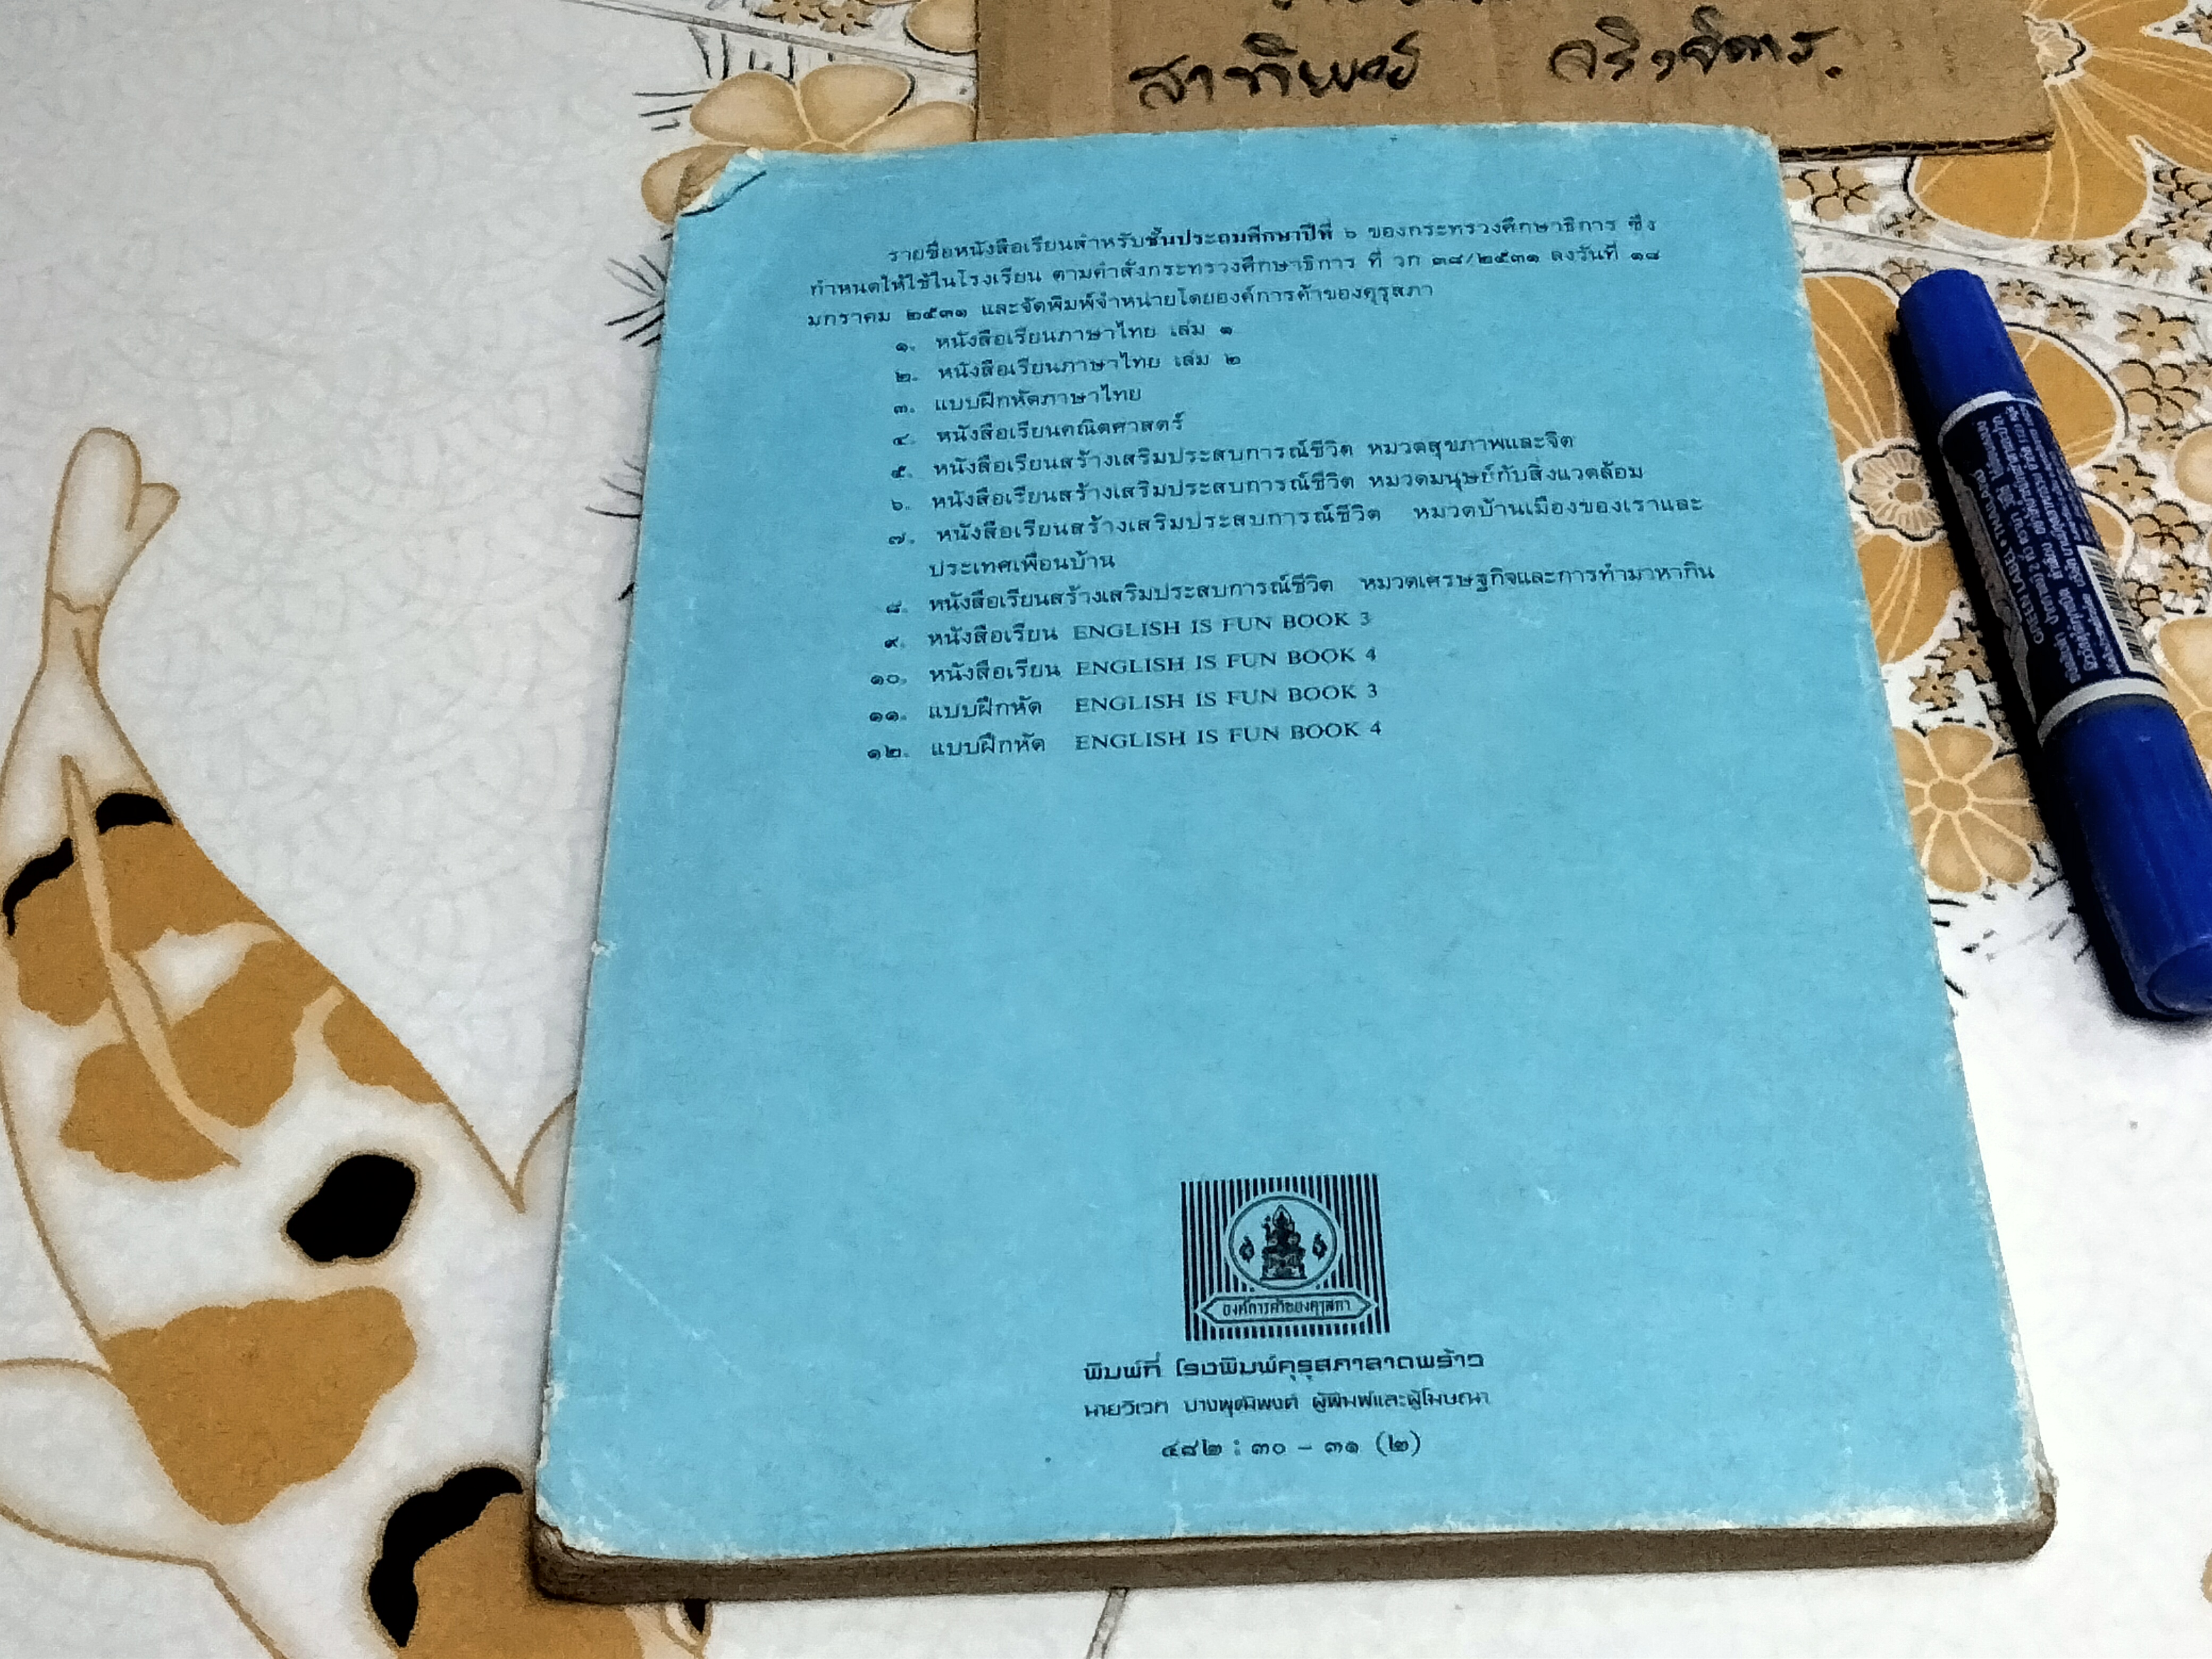 สาทิพย์
รายชื่อหนังสือเรียนสำหรับชั้นประถมศึกษาปีที่ ๖ ของกระทรวงศึกษาธิการ ซึ่ง
กำหนดให้ใช้ในโรงเรียน ตามคำสั่งกระทรวงศึกษาธิการ ที่ วก ๓๘/๒๕๓๑ ลงวันที่ ๑๘
มกราคม ๒๕๓๑ และจัดพิมพ์จำหน่ายโดยองค์การค้าของคุรุสภา
๑. หนังสือเรียนภาษาไทย เล่ม ๑
๒. หนังสือเรียนภาษาไทย เล่ม ๒
๓. แบบฝึกหัดภาษาไทย
๔. หนังสือเรียนคณิตศาสตร์
๕. หนังสือเรียนสร้างเสริมประสบการณ์ชีวิต หมวดสุขภาพและจิต
๖. หนังสือเรียนสร้างเสริมประสบการณ์ชีวิต หมวดมนุษย์กับสิ่งแวดล้อม
๗. หนังสือเรียนสร้างเสริมประสบการณ์ชีวิต หมวดบ้านเมืองของเราและ
ประเทศเพื่อนบ้าน
๘. หนังสือเรียนสร้างเสริมประสบการณ์ชีวิต หมวดเศรษฐกิจและการทำมาหากิน
๙. หนังสือเรียน ENGLISH IS FUN BOOK 3
๑๐. หนังสือเรียน ENGLISH IS FUN BOOK 4
๑๑. แบบฝึกหัด ENGLISH IS FUN BOOK 3
๑๒. แบบฝึกหัด ENGLISH IS FUN BOOK 4
องค์การค้าของคุรุสภา
พิมพ์ที่ โรงพิมพ์คุรุสภาลาดพร้าว
นายวิเวก ปางพุฒิพงศ์ ผู้พิมพ์และผู้โฆษณา
๔๘๒ : ๓๐ – ๓๑ (๒)